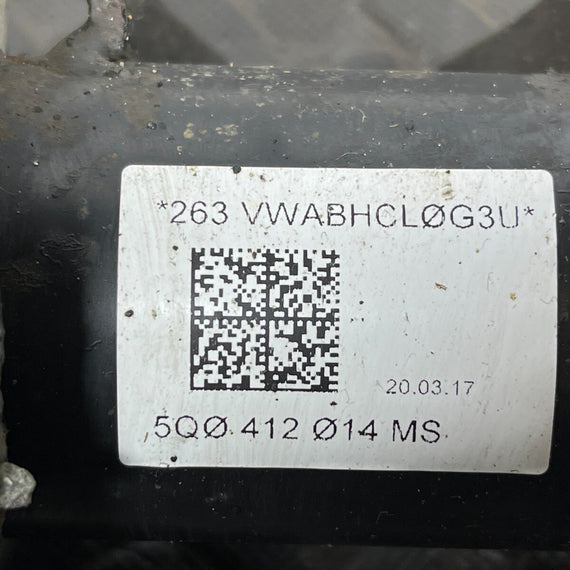 *263 VWABHCLØG3U*
20.03.17
5QØ 412 Ø14 MS